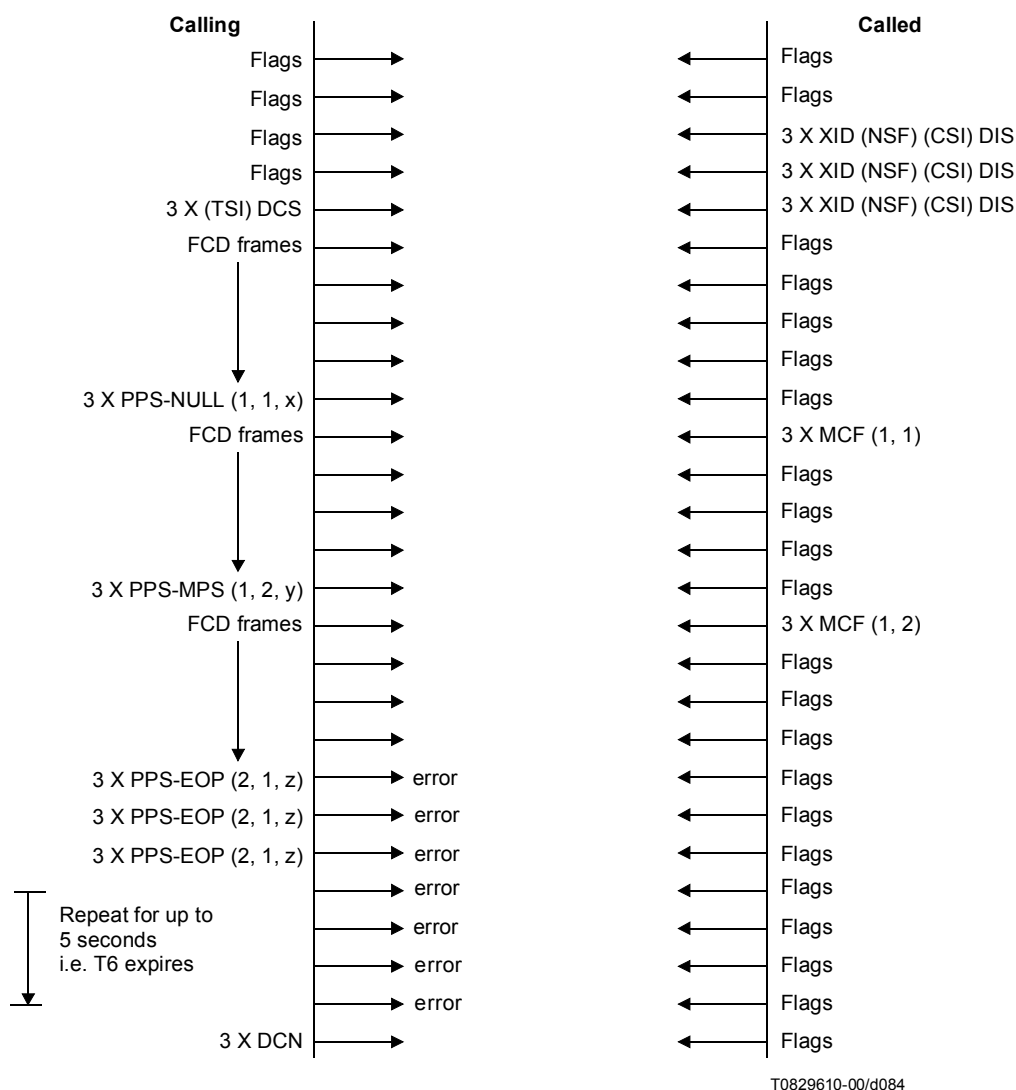 Calling Called
Flags Flags
Flags Flags
Flags 3 X XID (NSF) (CSI) DIS
Flags 3 X XID (NSF) (CSI) DIS
3 X (TSI) DCS 3 X XID (NSF) (CSI) DIS
FCD frames Flags
Flags
Flags
Flags
3 X PPS-NULL (1, 1, x) Flags
FCD frames 3 X MCF (1, 1)
Flags
Flags
Flags
3 X PPS-MPS (1, 2, y) Flags
FCD frames 3 X MCF (1, 2)
Flags
Flags
Flags
3 X PPS-EOP (2, 1, z) error Flags
3 X PPS-EOP (2, 1, z) error Flags
3 X PPS-EOP (2, 1, z) error Flags
error Flags
Repeat for up to
5 seconds error Flags
i.e. T6 expires error Flags
error Flags
3 X DCN Flags
T0829610-00/d084